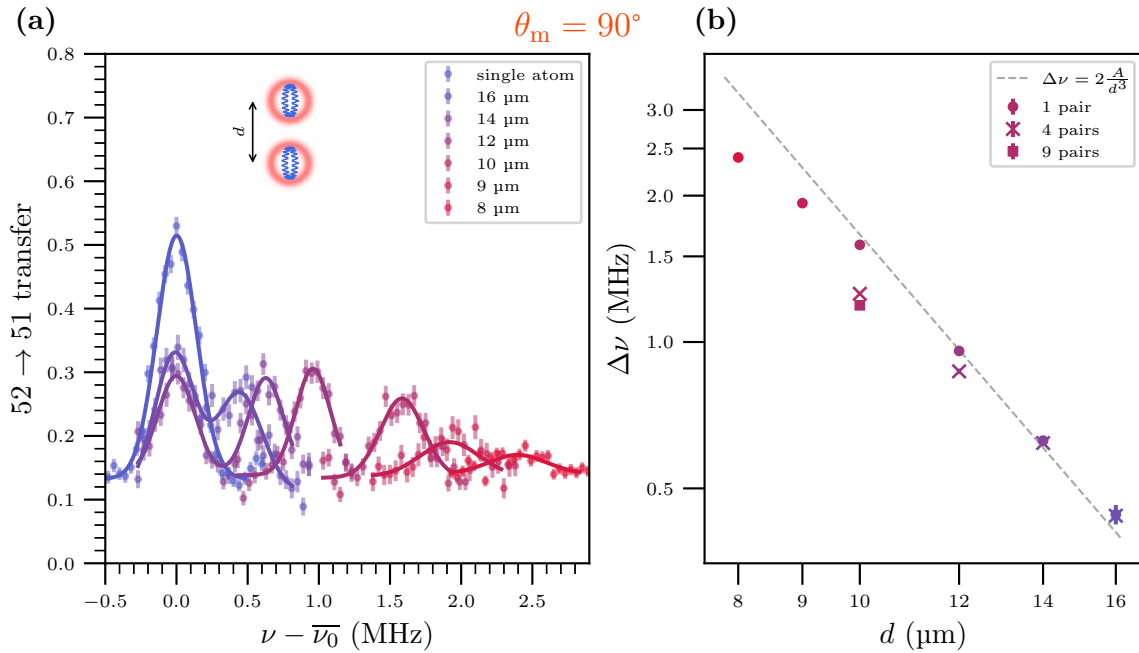 (a)
θm = 90°
(b)
0.8
0.7
0.6
0.5
0.4
0.3
0.2
0.1
0.0
52 → 51 transfer
d
single atom
16 µm
14 µm
12 µm
10 µm
9 µm
8 µm
−0.5
0.0
0.5
1.0
1.5
2.0
2.5
ν − ν̅₀ (MHz)
3.0
2.5
2.0
1.5
1.0
0.5
Δν (MHz)
Δν = 2 A/d³
1 pair
4 pairs
9 pairs
8
9
10
12
14
16
d (µm)